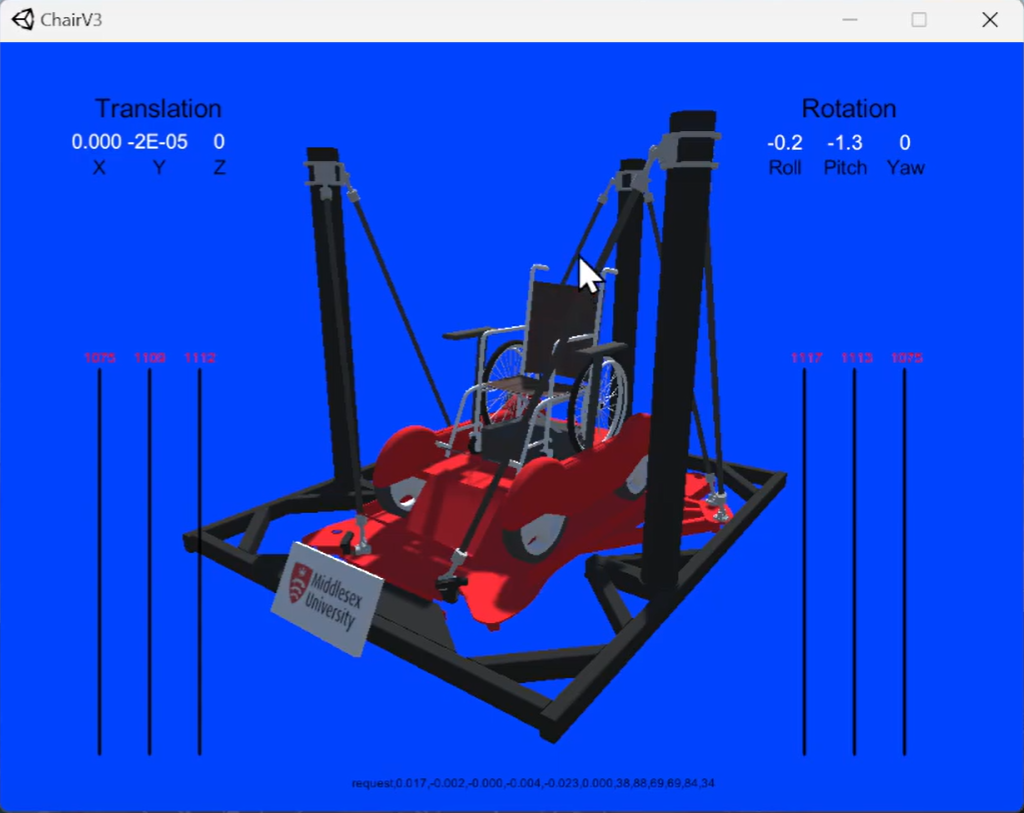 ChairV3
Translation
0.000 -2E-05 0
X Y Z
Rotation
-0.2 -1.3 0
Roll Pitch Yaw
1075 1109 1112
1117 1113 1075
Middlesex
University
request,0.017,-0.002,-0.000,-0.004,-0.023,0.000,38,88,69,69,84,34